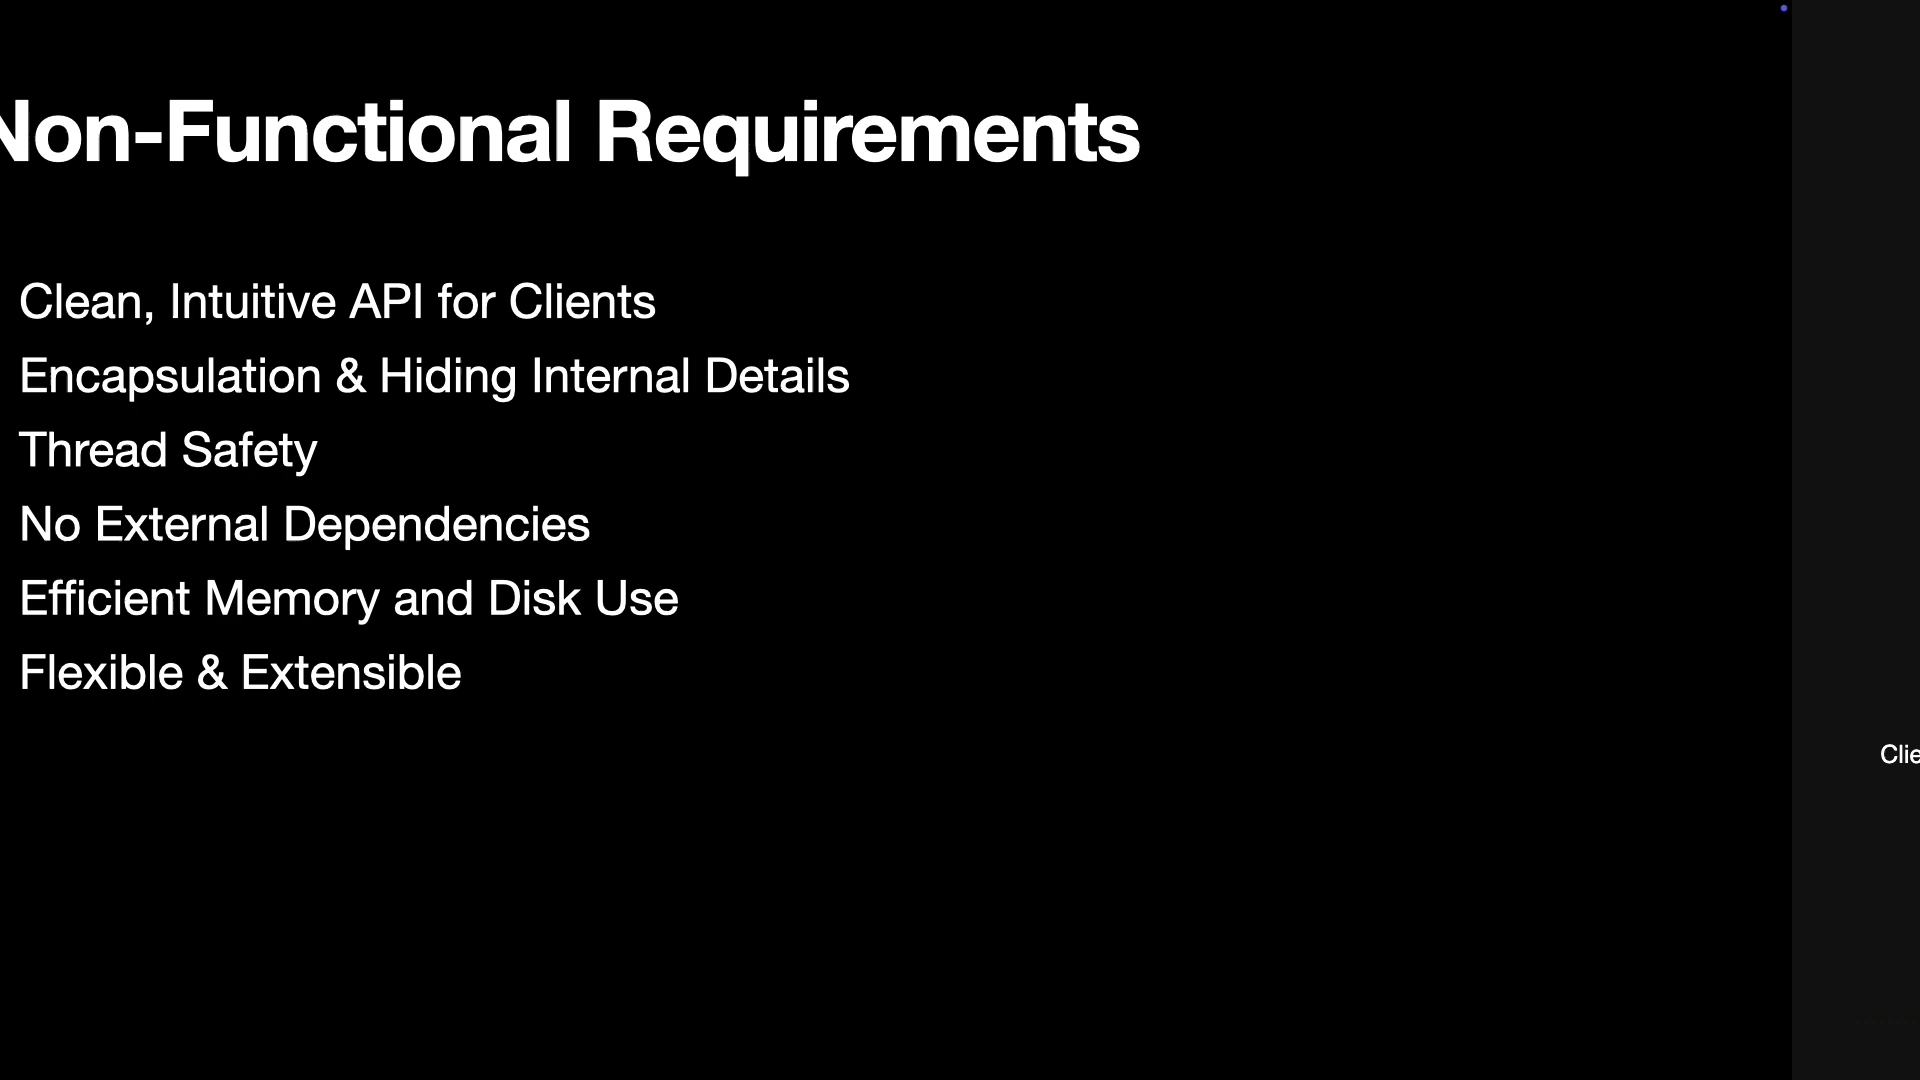 Non-Functional Requirements
Clean, Intuitive API for Clients
Encapsulation & Hiding Internal Details
Thread Safety
No External Dependencies
Efficient Memory and Disk Use
Flexible & Extensible
Clie